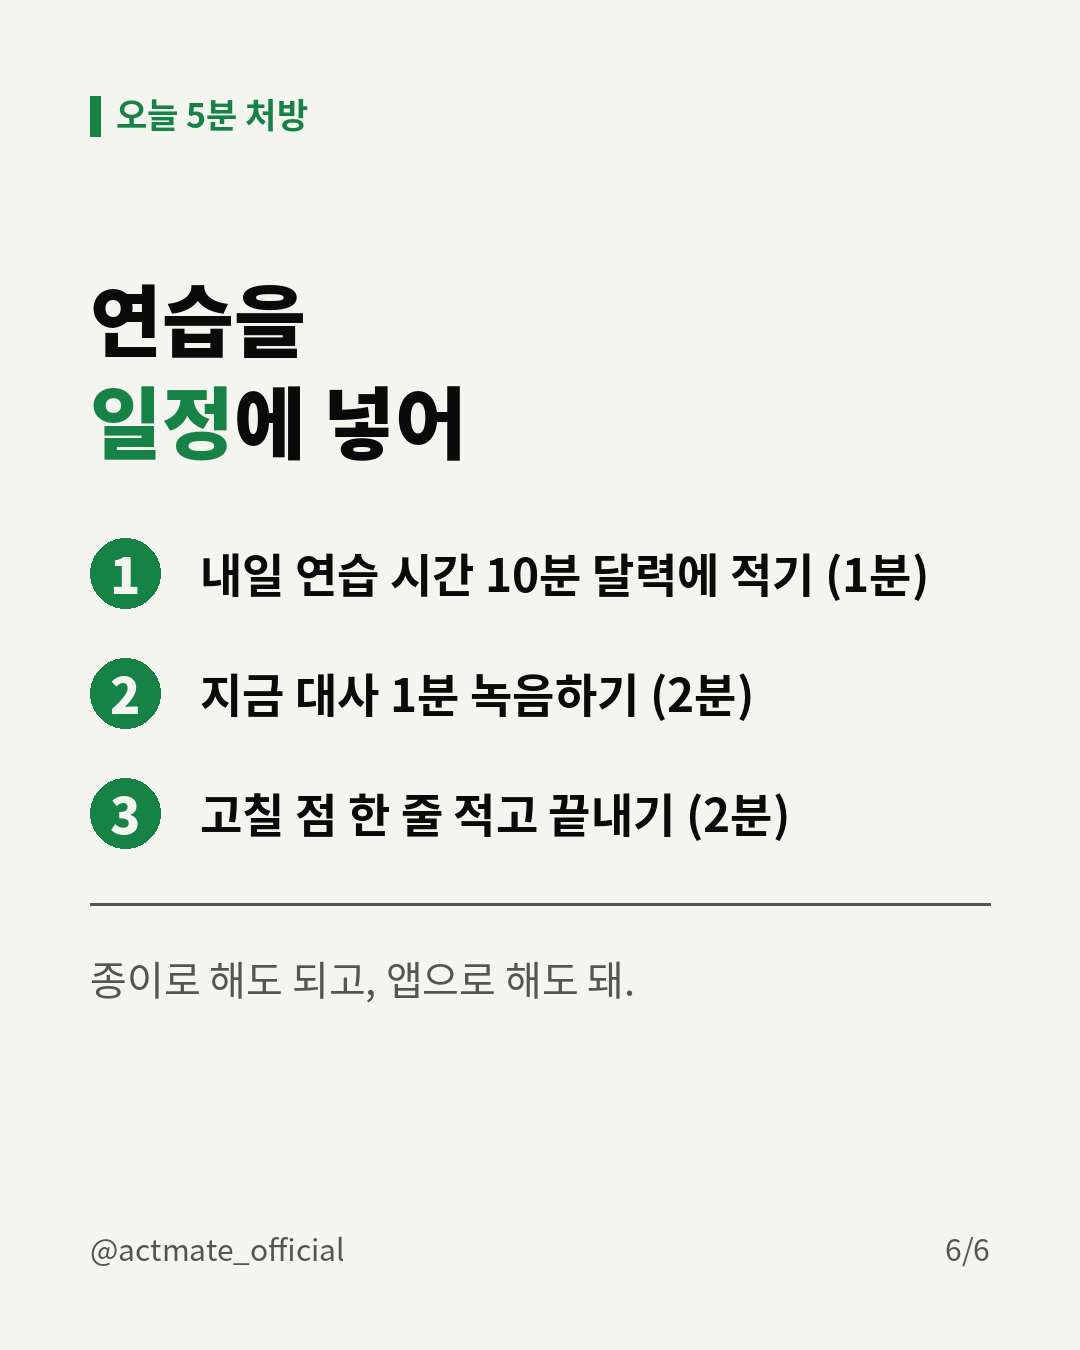 오늘 5분 처방
연습을
일정에 넣어
1 내일 연습 시간 10분 달력에 적기 (1분)
2 지금 대사 1분 녹음하기 (2분)
3 고칠 점 한 줄 적고 끝내기 (2분)
종이로 해도 되고, 앱으로 해도 돼.
@actmate_official 6/6